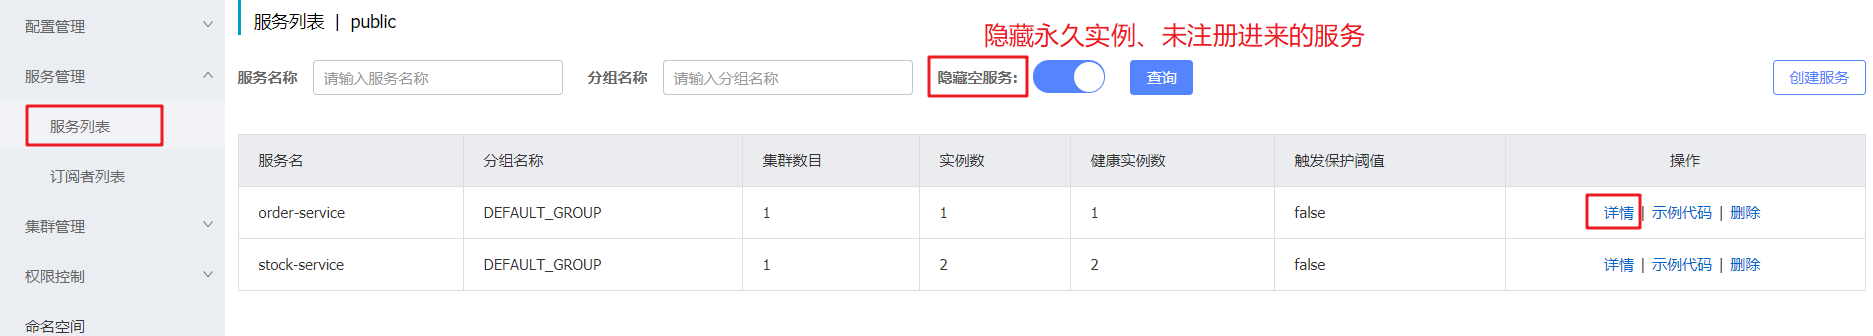 配置管理
服务管理
服务列表
订阅者列表
集群管理
权限控制
命名空间
服务列表 | public
隐藏永久实例、未注册进来的服务
服务名称 请输入服务名称 分组名称 请输入分组名称 隐藏空服务: 查询 创建服务
服务名 分组名称 集群数目 实例数 健康实例数 触发保护阈值 操作
order-service DEFAULT_GROUP 1 1 1 false 详情 | 示例代码 | 删除
stock-service DEFAULT_GROUP 1 2 2 false 详情 | 示例代码 | 删除